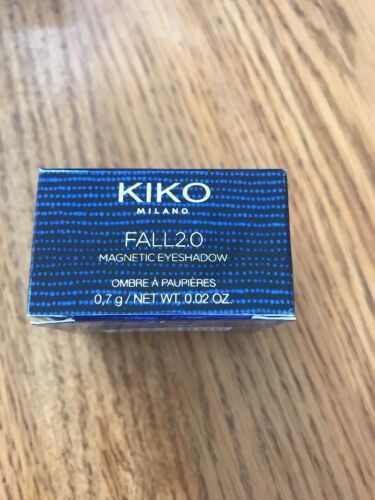 KIKO
MILANO
FALL2.0
MAGNETIC EYESHADOW
OMBRE À PAUPIÈRES
0,7 g / NET WT. 0.02 OZ.